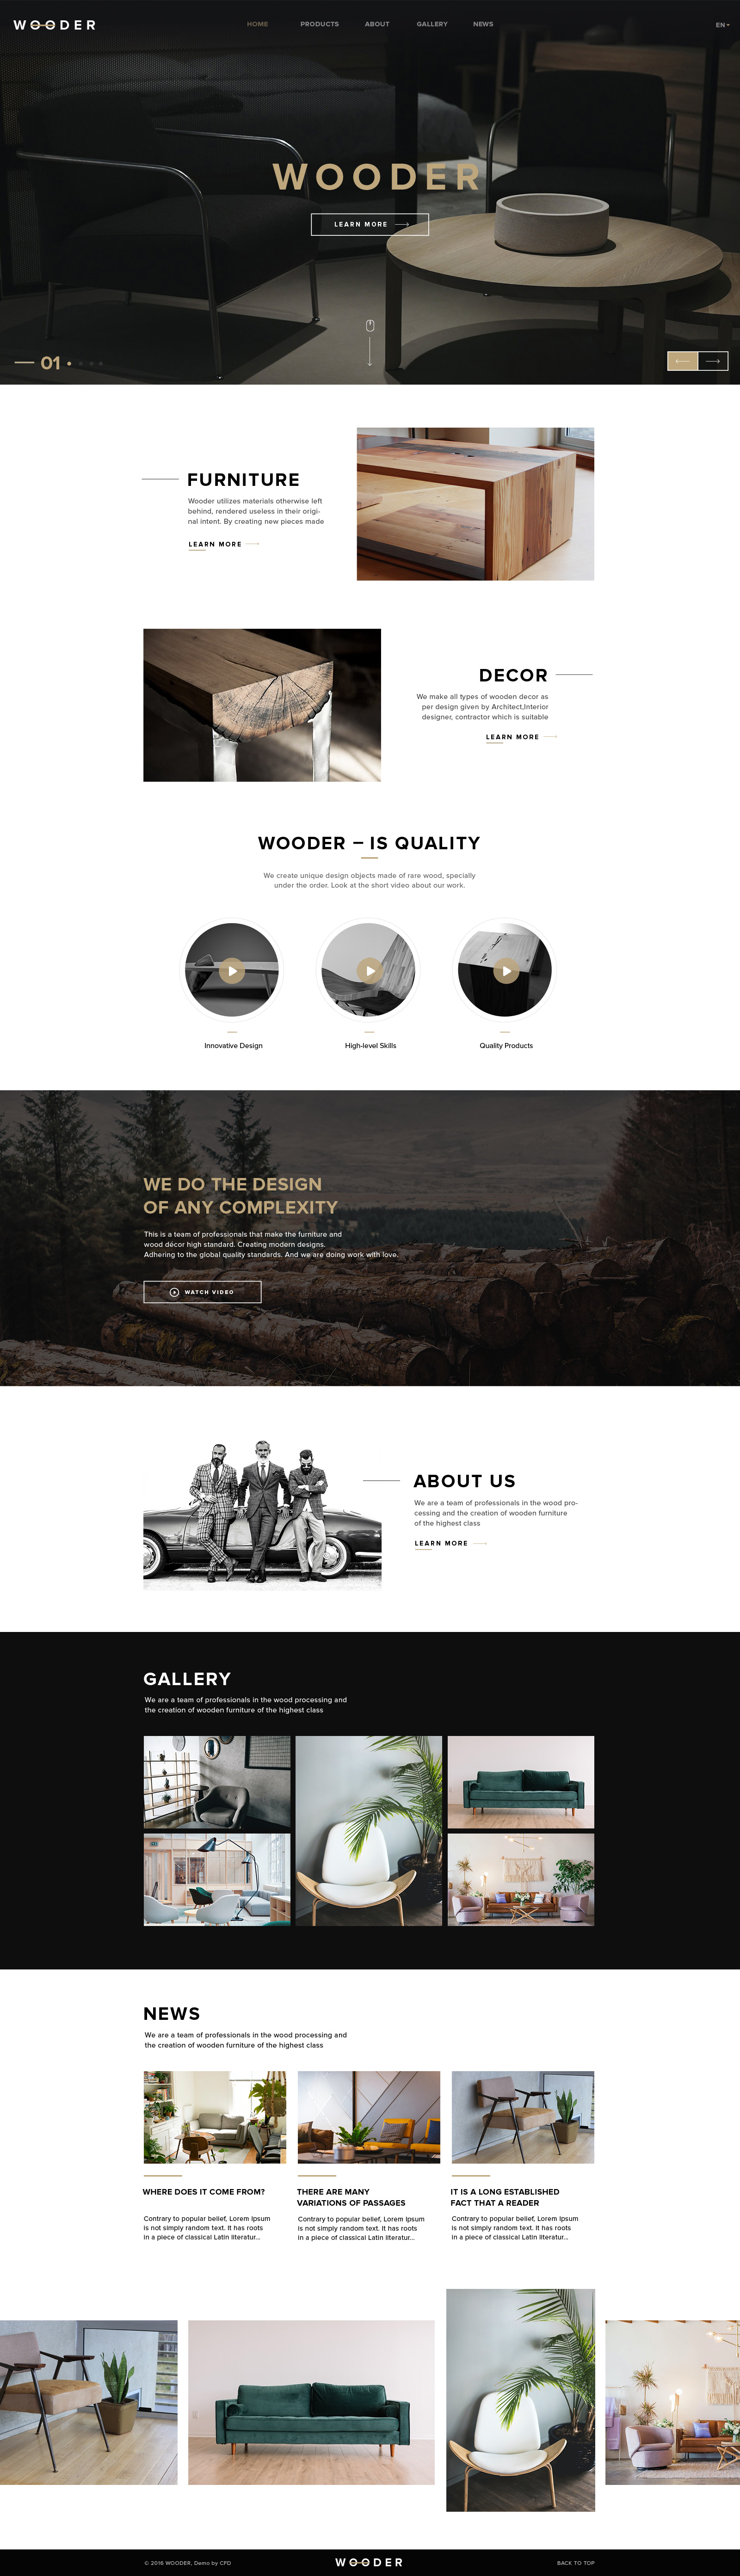 WOODER
HOME PRODUCTS ABOUT GALLERY NEWS
EN
WOODER
LEARN MORE
01
FURNITURE
Wooder utilizes materials otherwise left
behind, rendered useless in their origi-
nal intent. By creating new pieces made
LEARN MORE
DECOR
We make all types of wooden decor as
per design given by Architect,Interior
designer, contractor which is suitable
LEARN MORE
WOODER – IS QUALITY
We create unique design objects made of rare wood, specially
under the order. Look at the short video about our work.
Innovative Design
High-level Skills
Quality Products
WE DO THE DESIGN
OF ANY COMPLEXITY
This is a team of professionals that make the furniture and
wood décor high standard. Creating modern designs.
Adhering to the global quality standards. And we are doing work with love.
WATCH VIDEO
ABOUT US
We are a team of professionals in the wood pro-
cessing and the creation of wooden furniture
of the highest class
LEARN MORE
GALLERY
We are a team of professionals in the wood processing and
the creation of wooden furniture of the highest class
NEWS
We are a team of professionals in the wood processing and
the creation of wooden furniture of the highest class
WHERE DOES IT COME FROM?
Contrary to popular belief, Lorem Ipsum
is not simply random text. It has roots
in a piece of classical Latin literatur...
THERE ARE MANY
VARIATIONS OF PASSAGES
Contrary to popular belief, Lorem Ipsum
is not simply random text. It has roots
in a piece of classical Latin literatur...
IT IS A LONG ESTABLISHED
FACT THAT A READER
Contrary to popular belief, Lorem Ipsum
is not simply random text. It has roots
in a piece of classical Latin literatur...
© 2016 WOODER, Demo by CFD
WOODER
BACK TO TOP